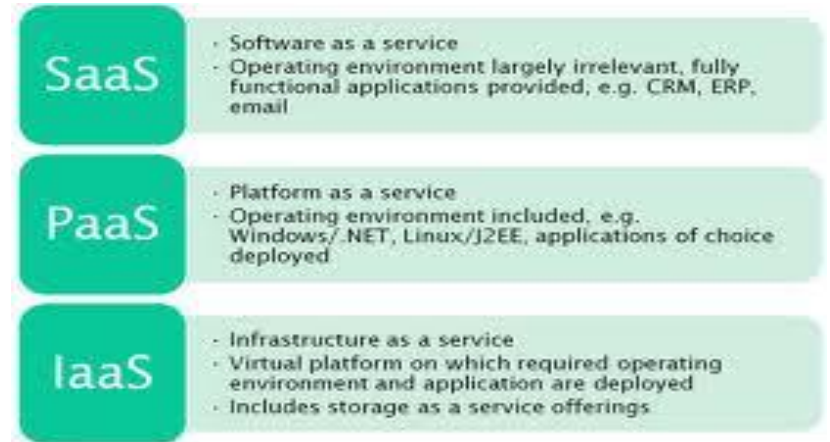 SaaS
· Software as a service
· Operating environment largely irrelevant, fully
functional applications provided, e.g. CRM, ERP,
email
PaaS
· Platform as a service
· Operating environment included, e.g.
Windows/.NET, Linux/J2EE, applications of choice
deployed
IaaS
· Infrastructure as a service
· Virtual platform on which required operating
environment and application are deployed
· Includes storage as a service offerings